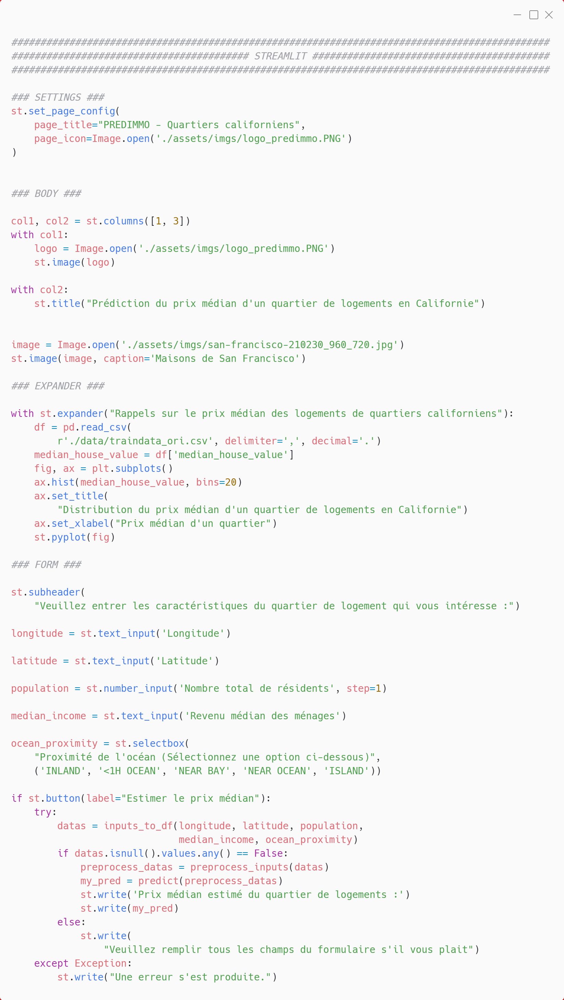 #############################################################################################
######################################### STREAMLIT #########################################
#############################################################################################
### SETTINGS ###
st.set_page_config(
    page_title="PREDIMMO - Quartiers californiens",
    page_icon=Image.open('./assets/imgs/logo_predimmo.PNG')
)
### BODY ###
col1, col2 = st.columns([1, 3])
with col1:
    logo = Image.open('./assets/imgs/logo_predimmo.PNG')
    st.image(logo)
with col2:
    st.title("Prédiction du prix médian d'un quartier de logements en Californie")
image = Image.open('./assets/imgs/san-francisco-210230_960_720.jpg')
st.image(image, caption='Maisons de San Francisco')
### EXPANDER ###
with st.expander("Rappels sur le prix médian des logements de quartiers californiens"):
    df = pd.read_csv(
        r'./data/traindata_ori.csv', delimiter=',', decimal='.')
    median_house_value = df['median_house_value']
    fig, ax = plt.subplots()
    ax.hist(median_house_value, bins=20)
    ax.set_title(
        "Distribution du prix médian d'un quartier de logements en Californie")
    ax.set_xlabel("Prix médian d'un quartier")
    st.pyplot(fig)
### FORM ###
st.subheader(
    "Veuillez entrer les caractéristiques du quartier de logement qui vous intéresse :")
longitude = st.text_input('Longitude')
latitude = st.text_input('Latitude')
population = st.number_input('Nombre total de résidents', step=1)
median_income = st.text_input('Revenu médian des ménages')
ocean_proximity = st.selectbox(
    "Proximité de l'océan (Sélectionnez une option ci-dessous)",
    ('INLAND', '<1H OCEAN', 'NEAR BAY', 'NEAR OCEAN', 'ISLAND'))
if st.button(label="Estimer le prix médian"):
    try:
        datas = inputs_to_df(longitude, latitude, population,
                             median_income, ocean_proximity)
        if datas.isnull().values.any() == False:
            preprocess_datas = preprocess_inputs(datas)
            my_pred = predict(preprocess_datas)
            st.write('Prix médian estimé du quartier de logements :')
            st.write(my_pred)
        else:
            st.write(
                "Veuillez remplir tous les champs du formulaire s'il vous plait")
    except Exception:
        st.write("Une erreur s'est produite.")